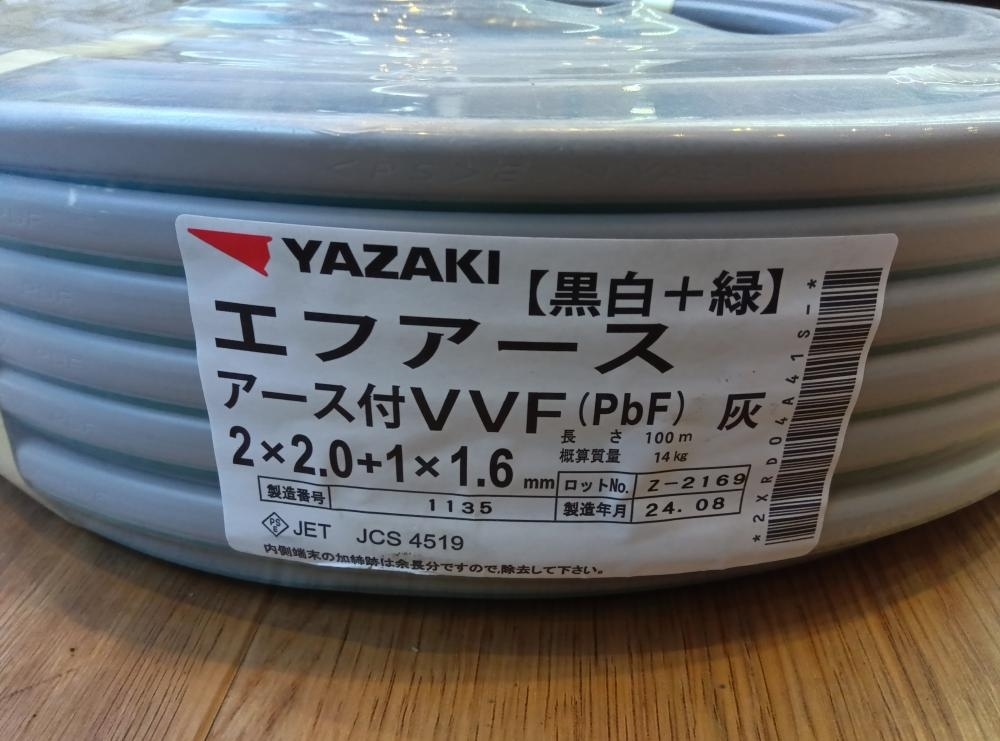 <PS>E
YAZAKI
【黒白＋緑】
エフアース
アース付VVF(PbF) 灰
2×2.0+1×1.6 mm
長さ 100m
概算質量 14kg
ロットNo. Z-2169
製造番号 1135
製造年月 24.08
PSE JET JCS 4519
内側端末の加締跡は余長分ですので、除去して下さい。
*2XRD04A41S-*